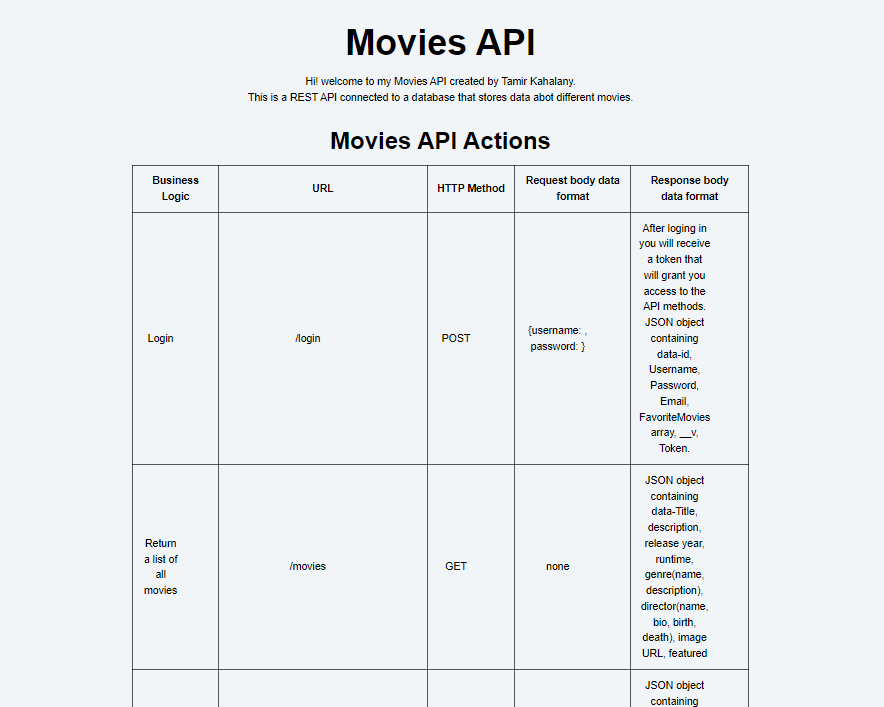 Movies API
Hi! welcome to my Movies API created by Tamir Kahalany.
This is a REST API connected to a database that stores data abot different movies.
Movies API Actions
Business
Logic
URL
HTTP Method
Request body data
format
Response body
data format
Login
/login
POST
{username: ,
password: }
After loging in
you will receive
a token that
will grant you
access to the
API methods.
JSON object
containing
data-id,
Username,
Password,
Email,
FavoriteMovies
array, __v,
Token.
Return
a list of
all
movies
/movies
GET
none
JSON object
containing
data-Title,
description,
release year,
runtime,
genre(name,
description),
director(name,
bio, birth,
death), image
URL, featured
JSON object
containing